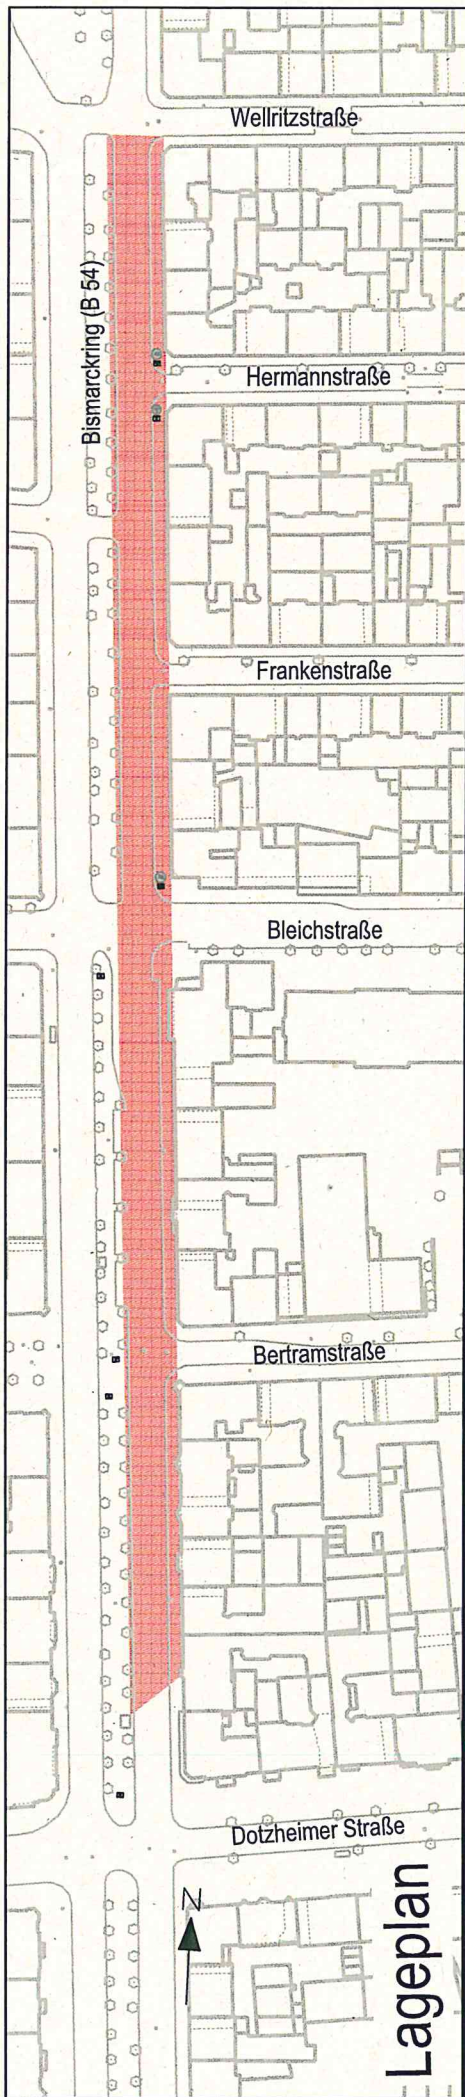 Wellritzstraße
Bismarckring (B 54)
Hermannstraße
Frankenstraße
Bleichstraße
Bertramstraße
Dotzheimer Straße
N
Lageplan